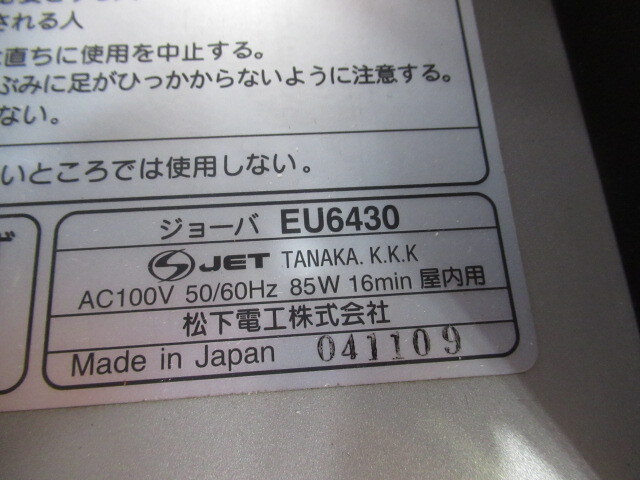 される人
直ちに使用を中止する。
ぶみに足がひっかからないように注意する。
ない。
いところでは使用しない。
ジョーバ EU6430
JET TANAKA. K.K.K
AC100V 50/60Hz 85W 16min 屋内用
松下電工株式会社
Made in Japan 041109